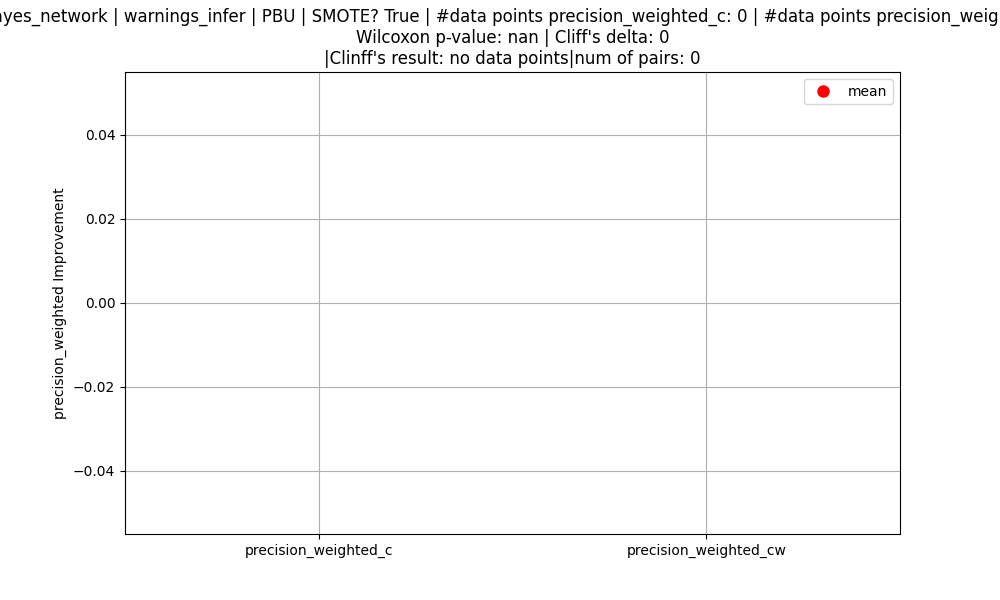 ayes_network | warnings_infer | PBU | SMOTE? True | #data points precision_weighted_c: 0 | #data points precision_weig
Wilcoxon p-value: nan | Cliff's delta: 0
|Clinff's result: no data points|num of pairs: 0
mean
0.04
0.02
0.00
−0.02
−0.04
precision_weighted Improvement
precision_weighted_c
precision_weighted_cw